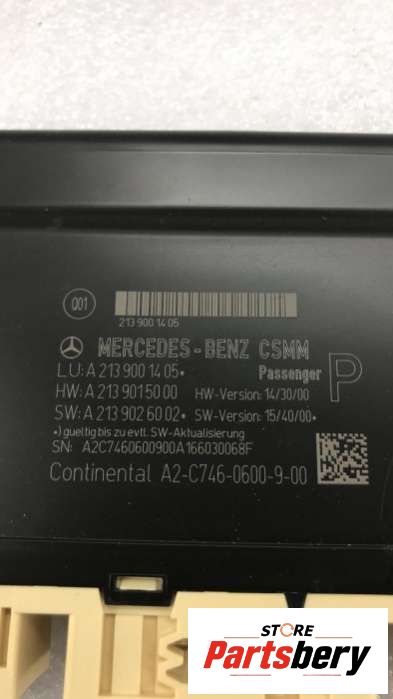 Q01
213 900 14 05
MERCEDES-BENZ CSMM
L.U: A 213 900 14 05• Passenger P
HW: A 213 901 50 00 HW-Version: 14/30/00
SW: A 213 902 60 02• SW-Version: 15/40/00•
•) gueltig bis zu evtl. SW-Aktualisierung
SN: A2C7460600900A166030068F
Continental A2-C746-0600-9-00
STORE
Partsbery